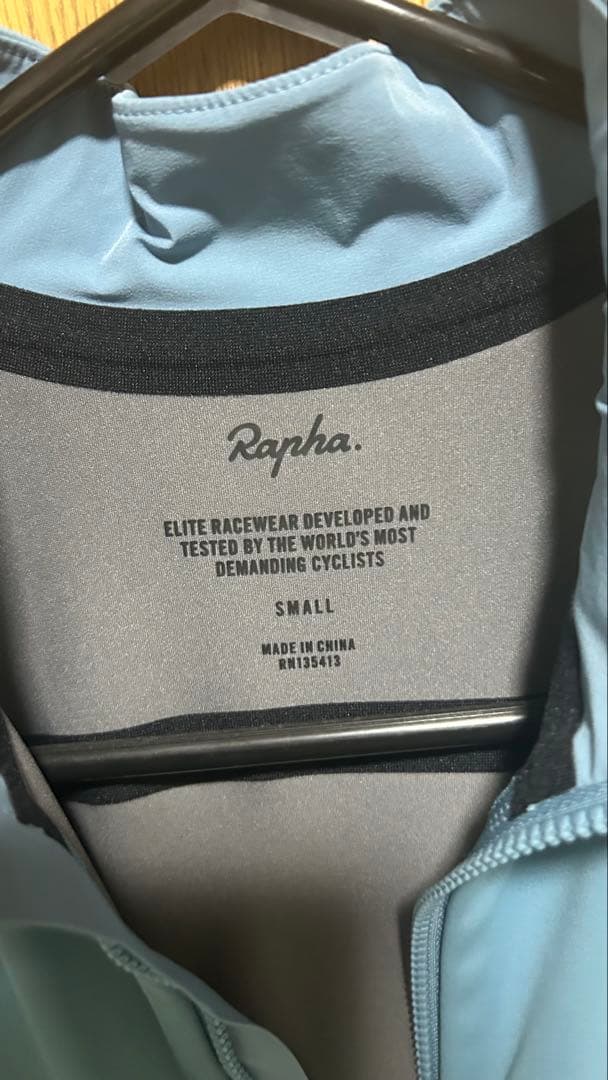 Rapha.
ELITE RACEWEAR DEVELOPED AND
TESTED BY THE WORLD'S MOST
DEMANDING CYCLISTS
SMALL
MADE IN CHINA
RN135413